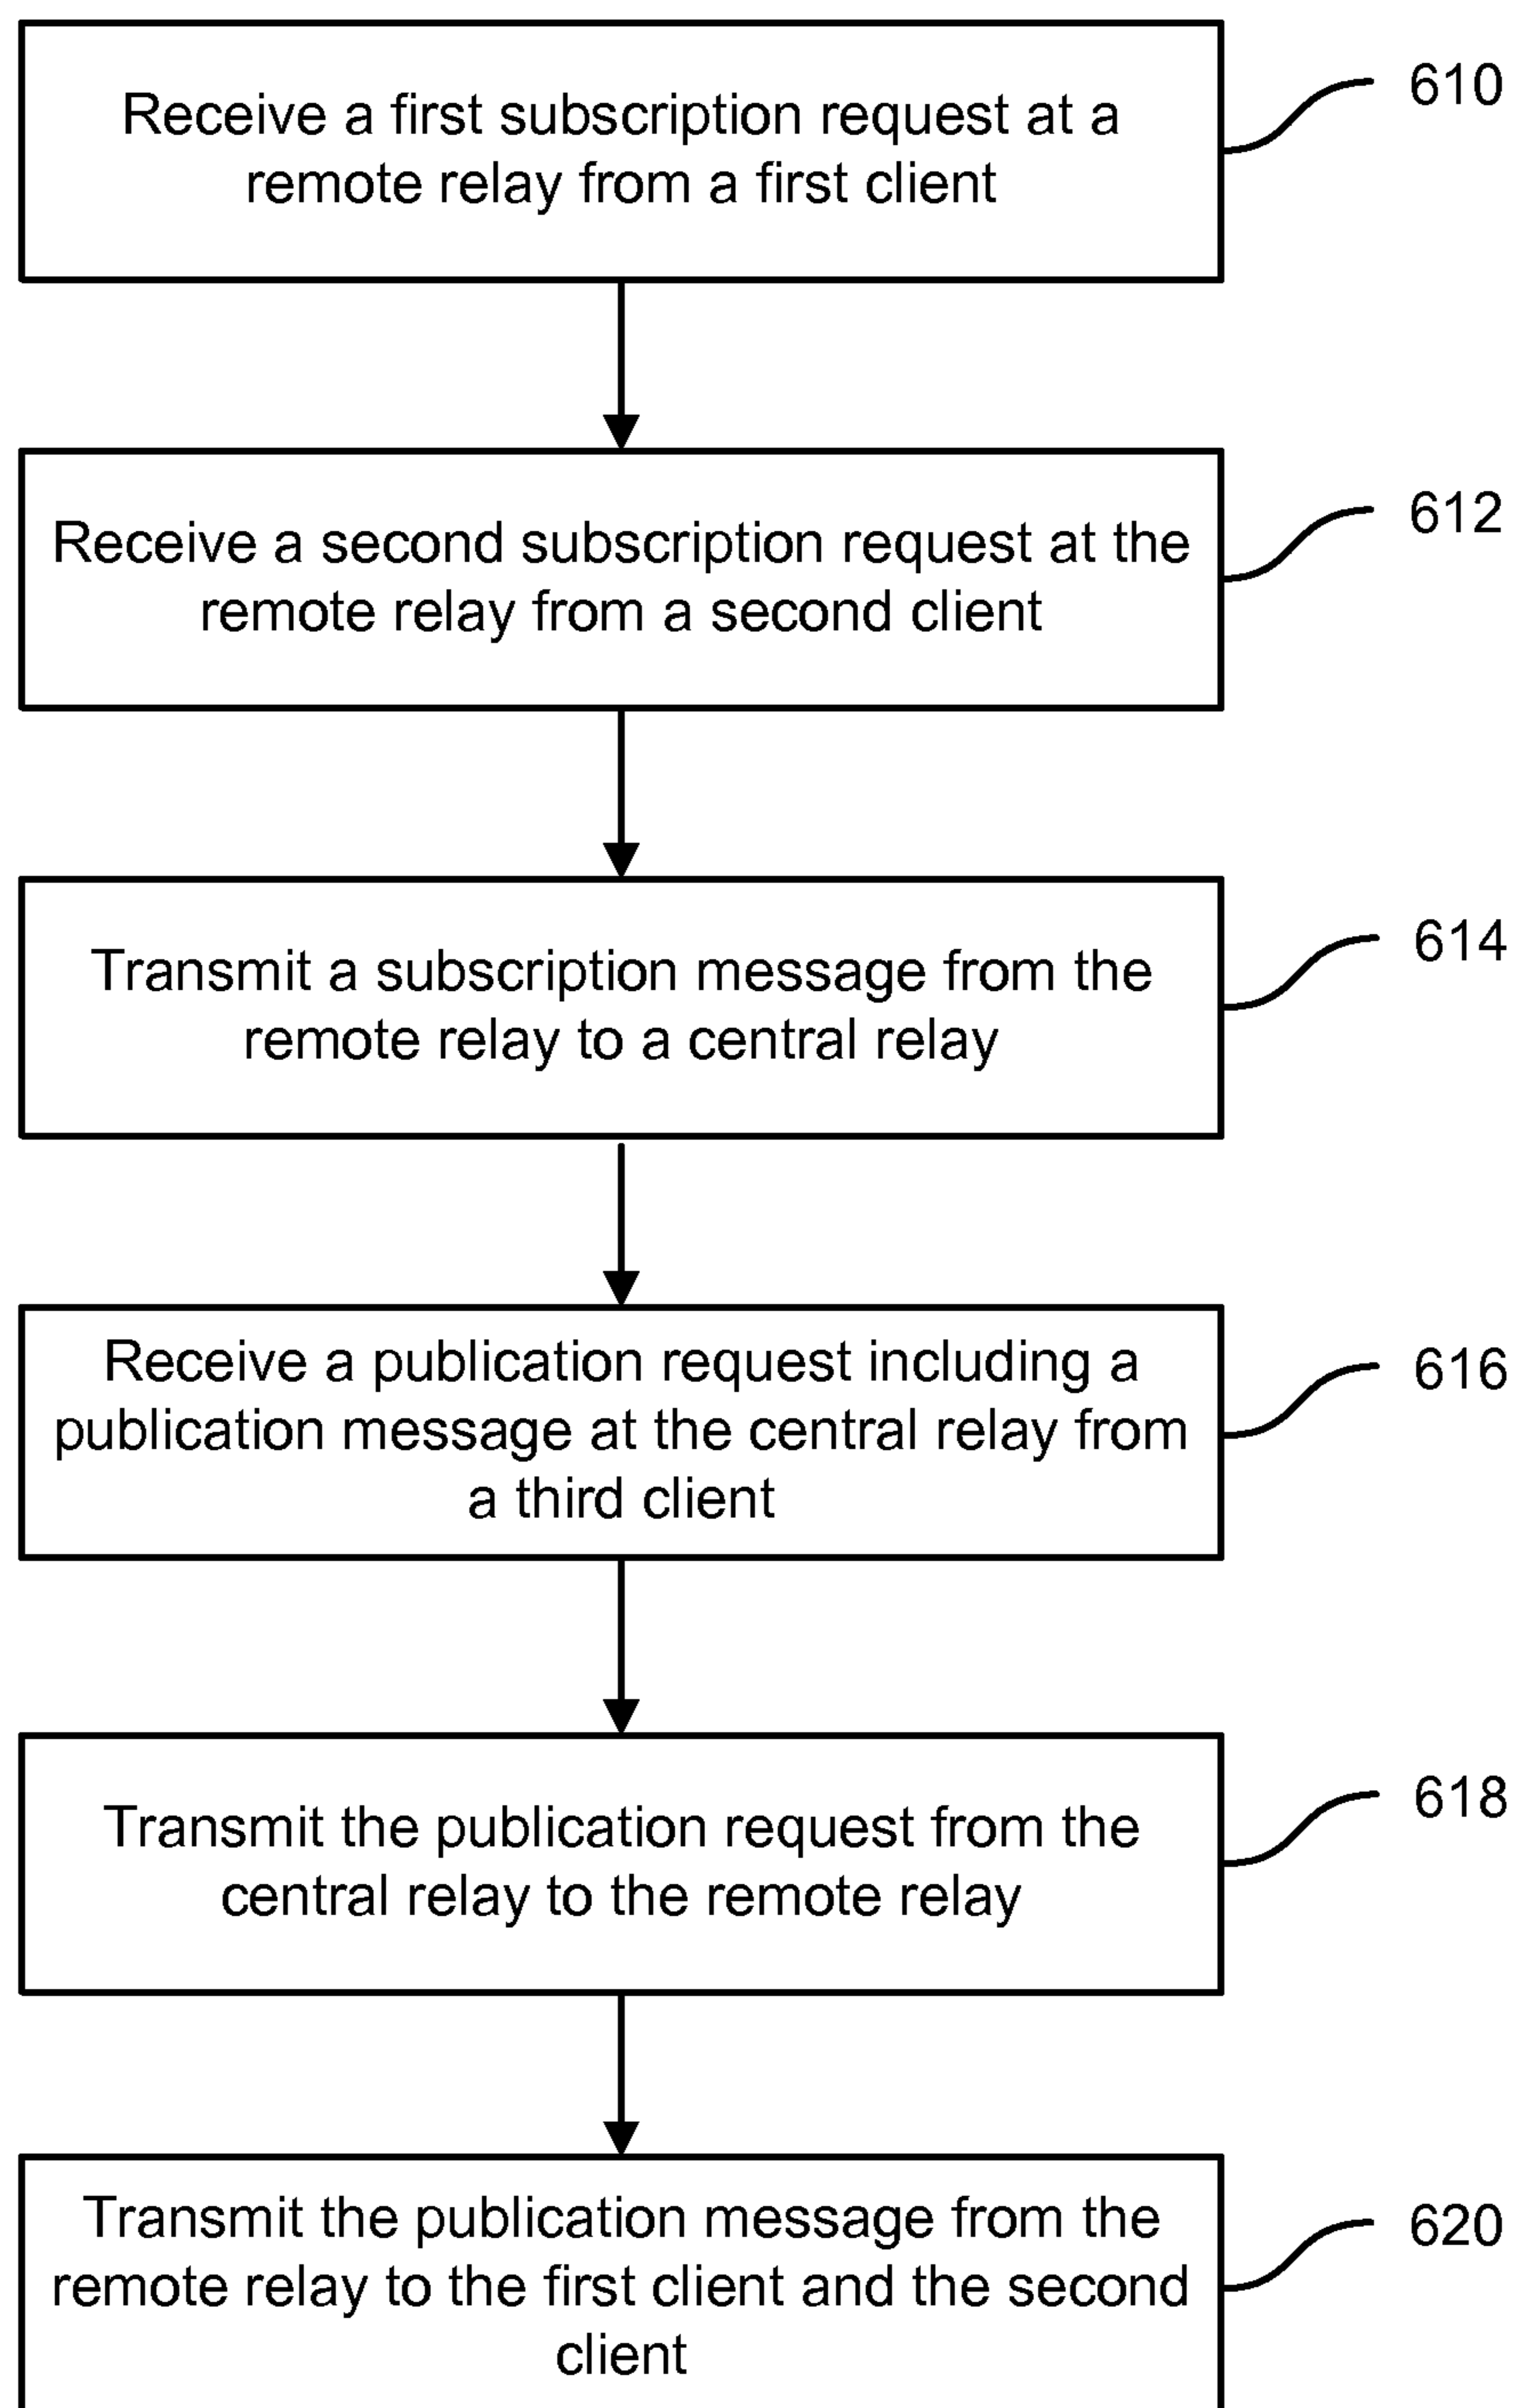 Receive a first subscription request at a
remote relay from a first client
610
Receive a second subscription request at the
remote relay from a second client
612
Transmit a subscription message from the
remote relay to a central relay
614
Receive a publication request including a
publication message at the central relay from
a third client
616
Transmit the publication request from the
central relay to the remote relay
618
Transmit the publication message from the
remote relay to the first client and the second
client
620